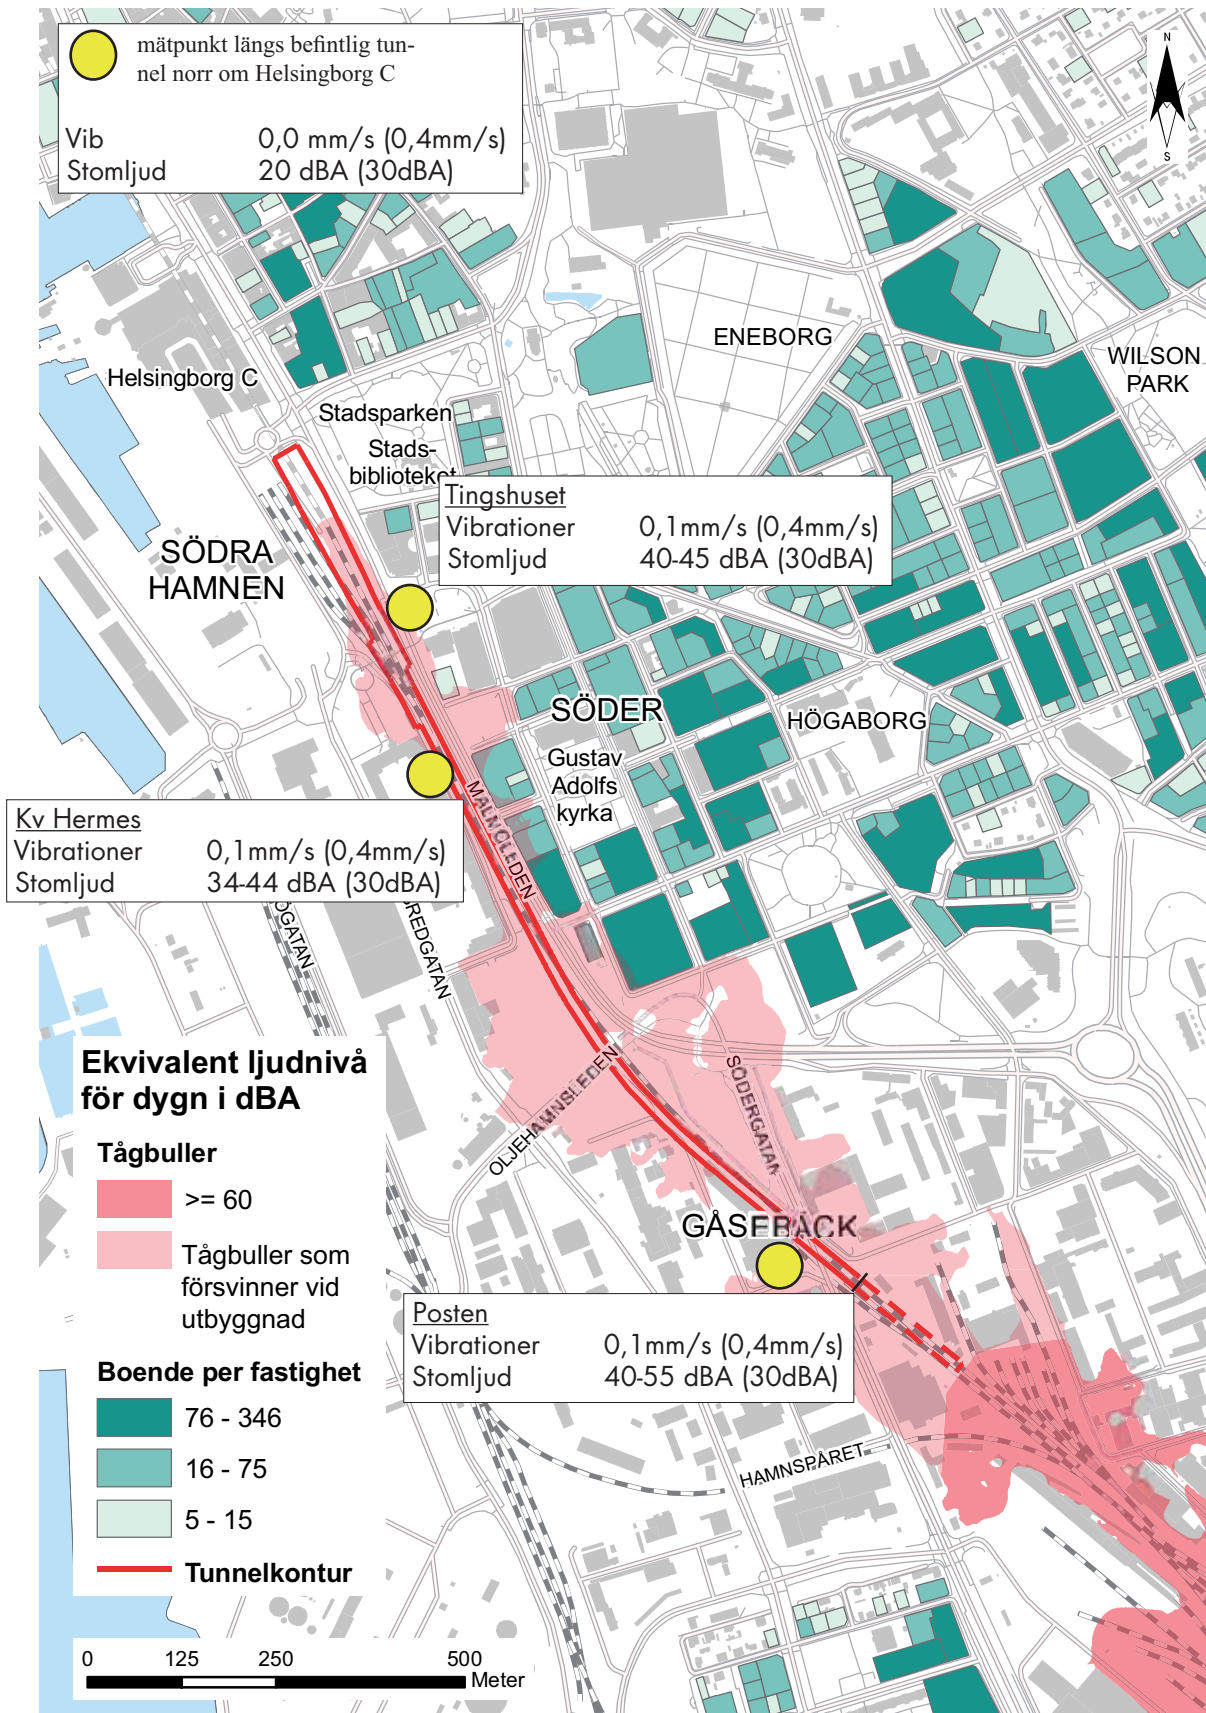 mätpunkt längs befintlig tun-
nel norr om Helsingborg C
Vib 0,0 mm/s (0,4mm/s)
Stomljud 20 dBA (30dBA)
N
S
ENEBORG
WILSON
PARK
Helsingborg C
Stadsparken
Stads-
biblioteket
Tingshuset
Vibrationer 0,1mm/s (0,4mm/s)
Stomljud 40-45 dBA (30dBA)
SÖDRA
HAMNEN
SÖDER
HÖGABORG
Gustav
Adolfs
kyrka
MALMÖLEDEN
Kv Hermes
Vibrationer 0,1mm/s (0,4mm/s)
Stomljud 34-44 dBA (30dBA)
ÖGATAN
BREDGATAN
OLJEHAMNSLEDEN
SÖDERGATAN
GÅSEBÄCK
Posten
Vibrationer 0,1mm/s (0,4mm/s)
Stomljud 40-55 dBA (30dBA)
HAMNSPÅRET
Ekvivalent ljudnivå
för dygn i dBA
Tågbuller
>= 60
Tågbuller som
försvinner vid
utbyggnad
Boende per fastighet
76 - 346
16 - 75
5 - 15
Tunnelkontur
0 125 250 500
Meter